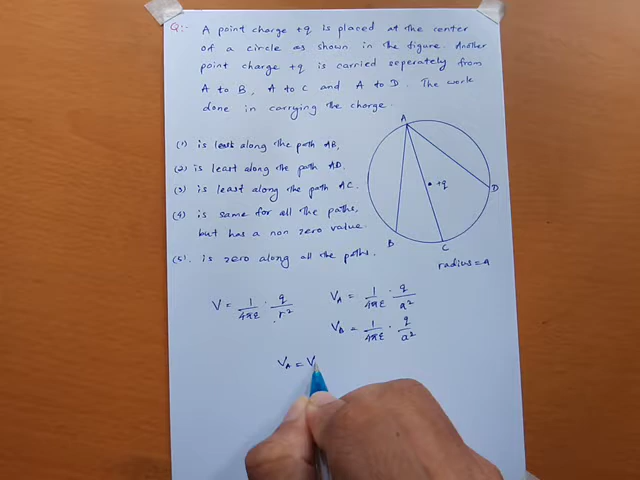 Q:- A point charge +q is placed at the center
of a circle as shown in the figure. Another
point charge +q is carried seperately from
A to B, A to C and A to D. The work
done in carrying the charge.
(1) is least along the path AB,
(2) is least along the path AD.
(3) is least along the path AC.
(4) is same for all the paths,
but has a non zero value.
(5). is zero along all the paths.
A
+q
D
B
C
radius = a
V = 1/4πε · q/r²
V_A = 1/4πε · q/a²
V_B = 1/4πε · q/a²
V_A = V